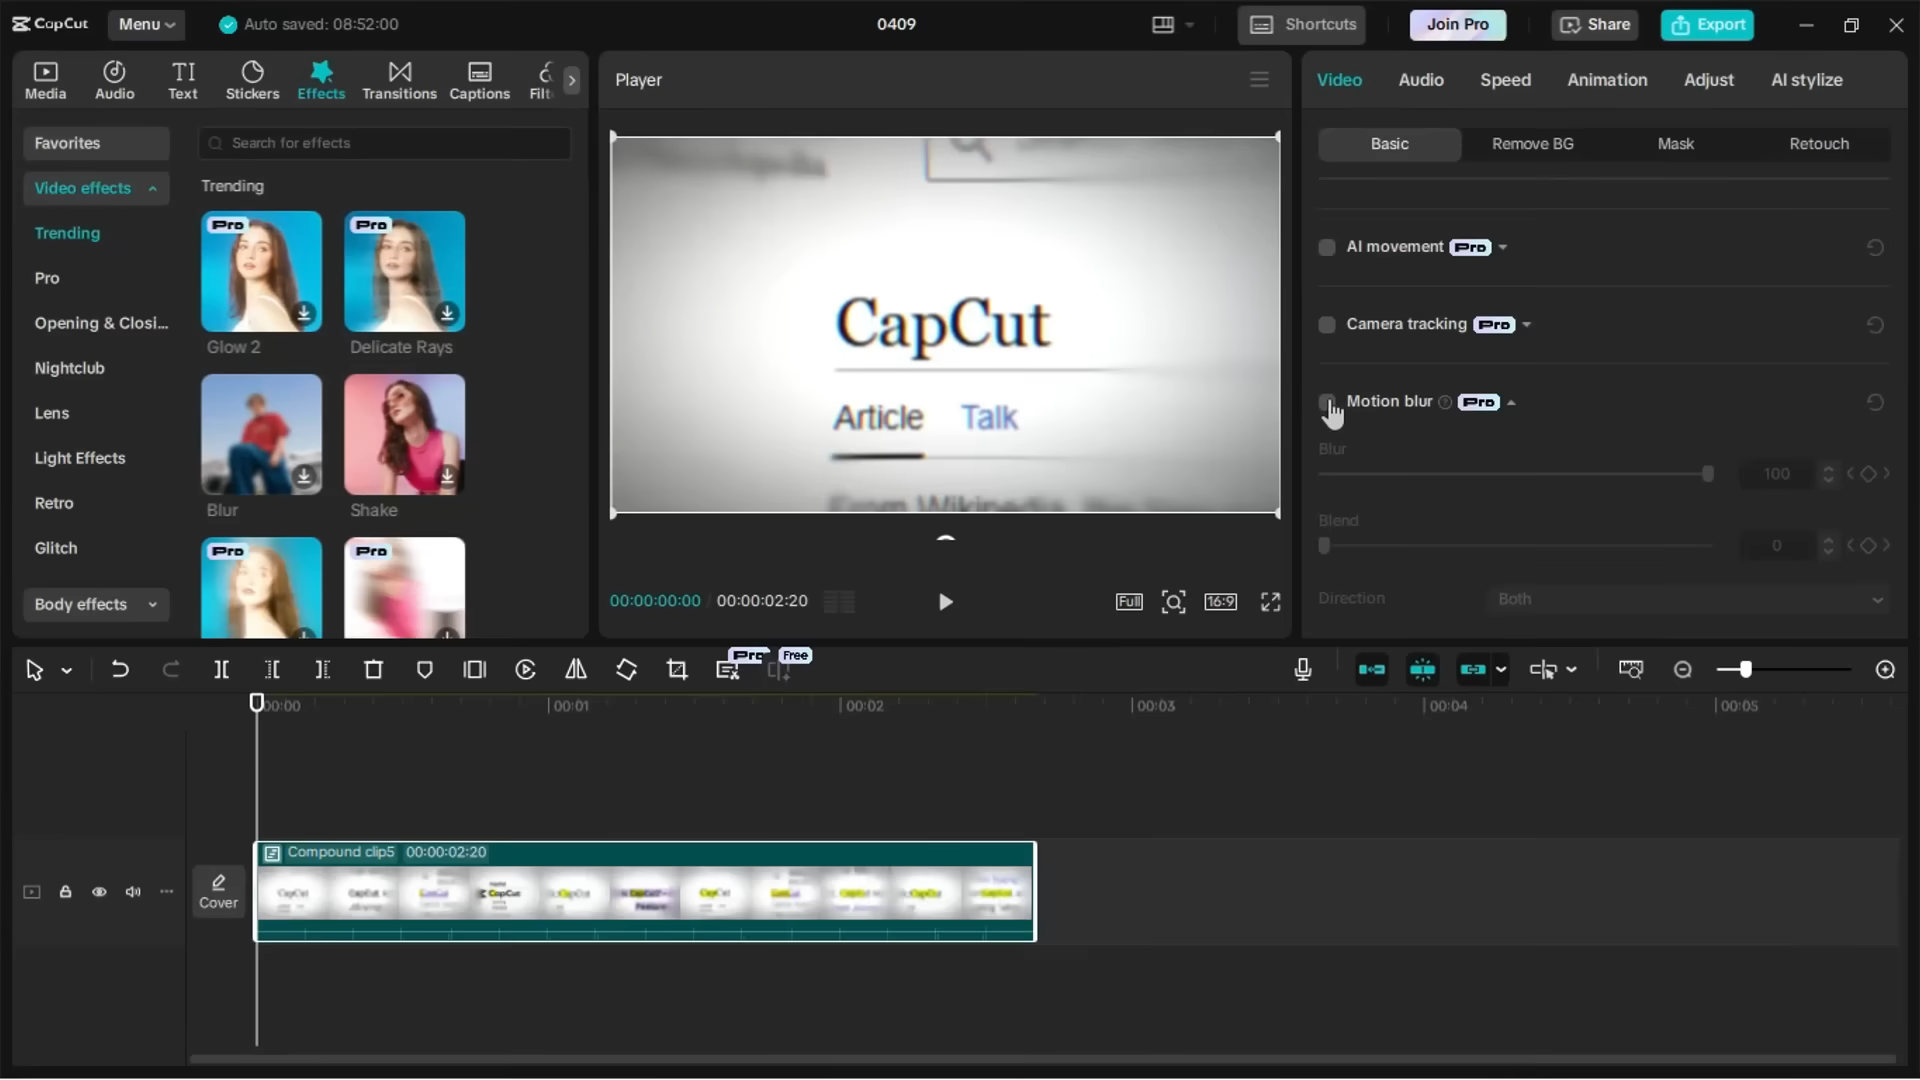 CapCut Menu Auto saved: 08:52:00 0409 Shortcuts Join Pro Share Export
Media Audio Text Stickers Effects Transitions Captions Filt
Favorites
Search for effects
Video effects
Trending
Trending
Pro
Pro
Glow 2 Delicate Rays
Pro
Opening & Closi...
Nightclub
Lens
Light Effects
Retro
Glitch
Blur Shake
Pro
Pro
Body effects
Player
CapCut
Article Talk
From Wikipedia
00:00:00:00 / 00:00:02:20
Full 16:9
Video Audio Speed Animation Adjust AI stylize
Basic Remove BG Mask Retouch
AI movement Pro
Camera tracking Pro
Motion blur Pro
Blur
100
Blend
0
Direction Both
Pro Free
00:00 00:01 00:02 00:03 00:04 00:05
Cover
Compound clip5 00:00:02:20